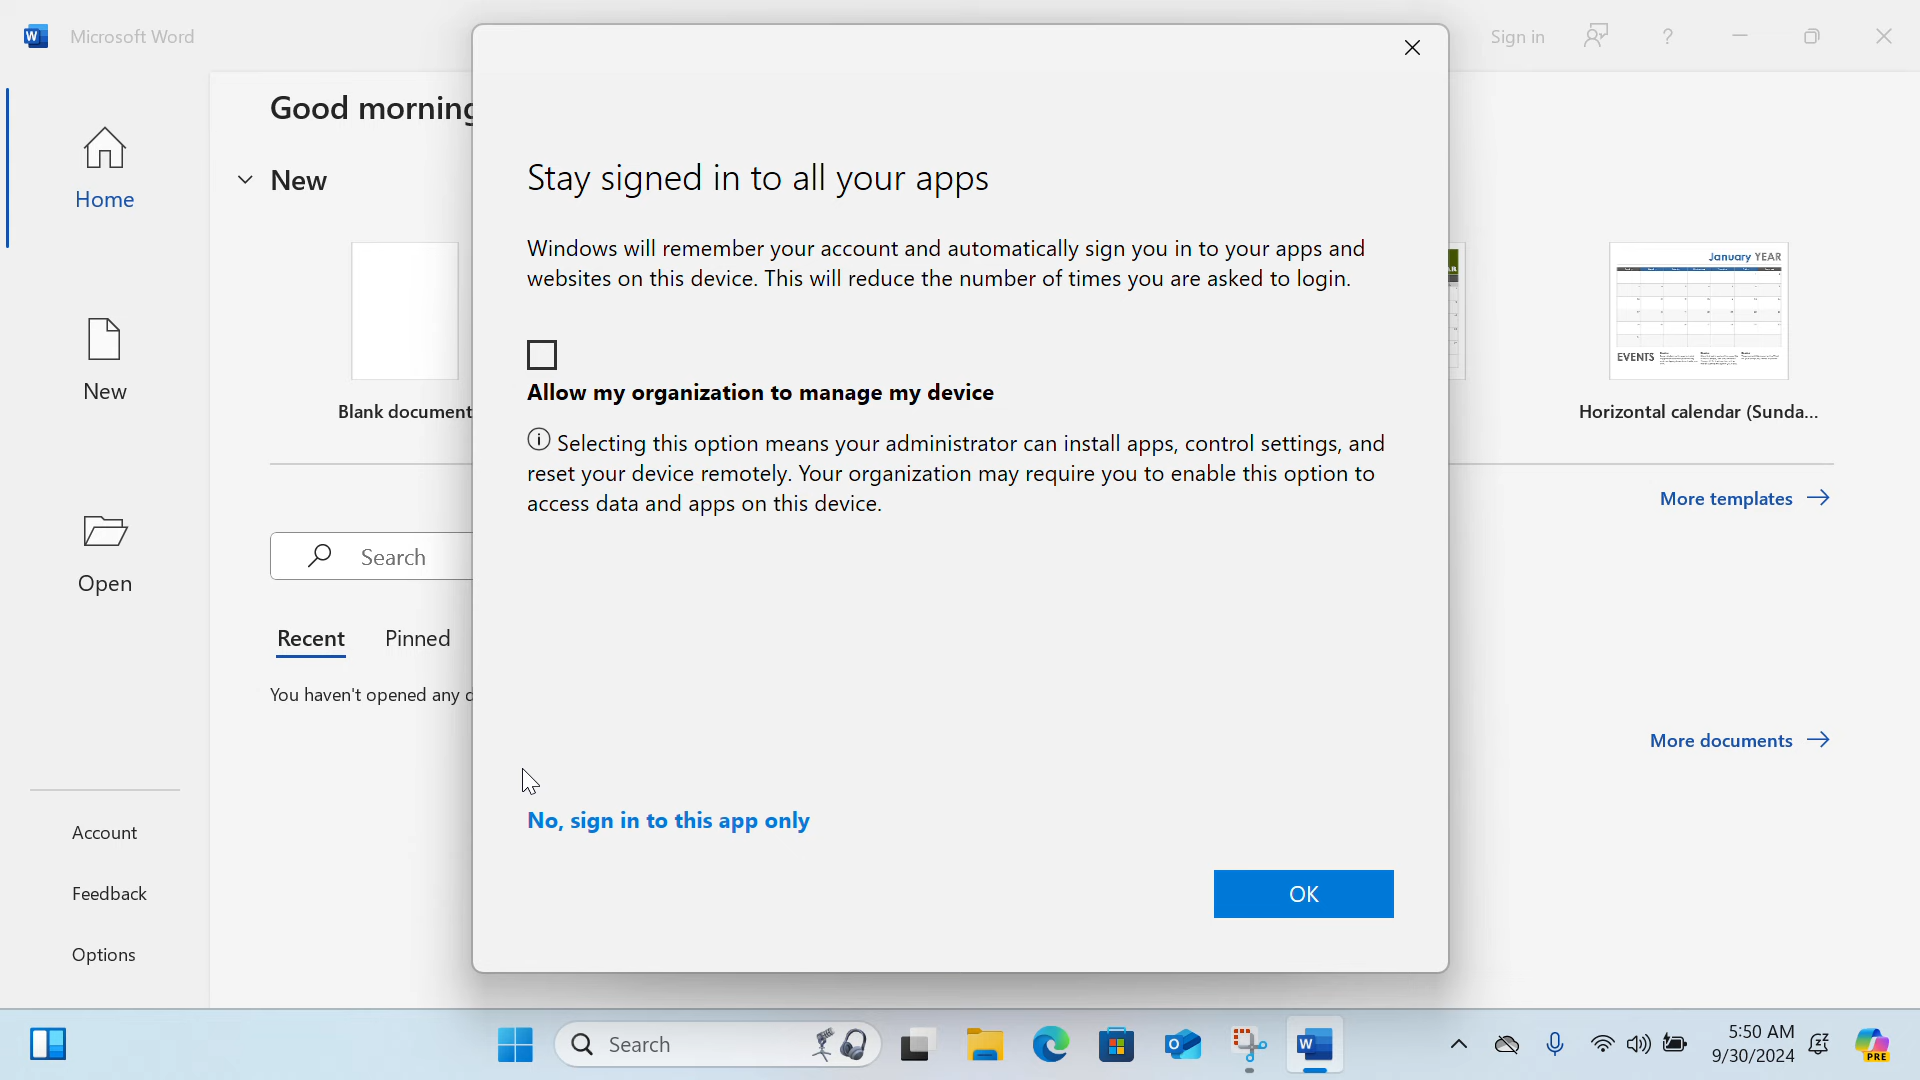 Microsoft Word
Sign in
?
Good morning
New
Home
New
Open
Blank document
Search
Recent
Pinned
You haven't opened any
Account
Feedback
Options
Stay signed in to all your apps
Windows will remember your account and automatically sign you in to your apps and
websites on this device. This will reduce the number of times you are asked to login.
Allow my organization to manage my device
Selecting this option means your administrator can install apps, control settings, and
reset your device remotely. Your organization may require you to enable this option to
access data and apps on this device.
No, sign in to this app only
OK
January YEAR
EVENTS
Horizontal calendar (Sunda...
More templates
More documents
Search
5:50 AM
9/30/2024
PRE